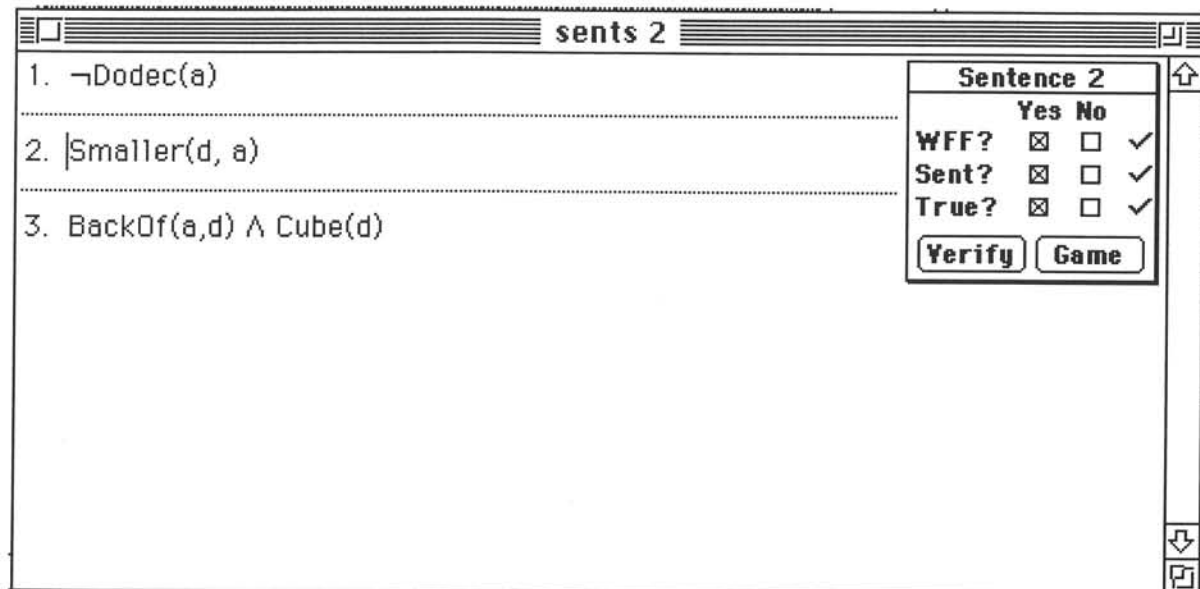 sents 2
1. ¬Dodec(a)
2. Smaller(d, a)
3. BackOf(a,d) ∧ Cube(d)
Sentence 2
Yes No
WFF? ☒ ☐ ✓
Sent? ☒ ☐ ✓
True? ☒ ☐ ✓
Verify Game